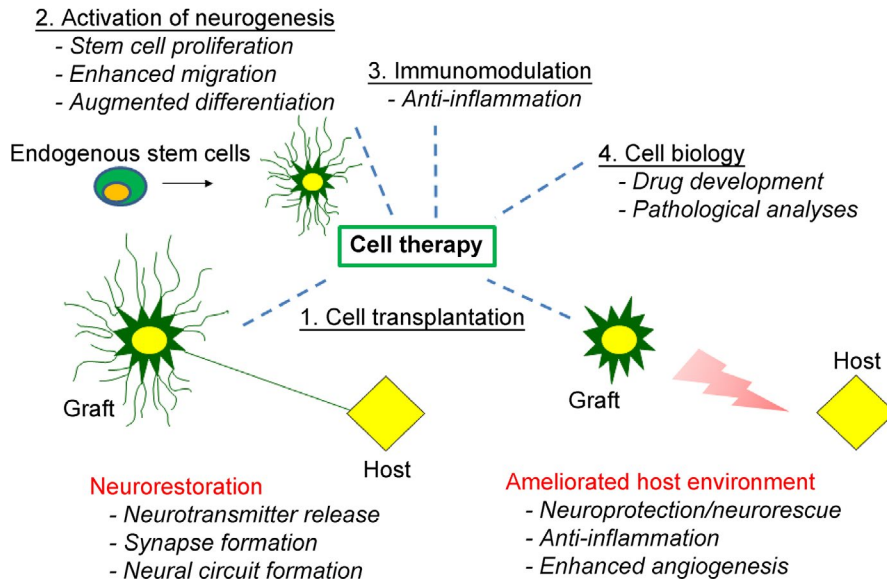 2. Activation of neurogenesis
- Stem cell proliferation
- Enhanced migration
- Augmented differentiation
3. Immunomodulation
- Anti-inflammation
Endogenous stem cells
4. Cell biology
- Drug development
- Pathological analyses
Cell therapy
1. Cell transplantation
Graft
Host
Graft
Host
Neurorestoration
- Neurotransmitter release
- Synapse formation
- Neural circuit formation
Ameliorated host environment
- Neuroprotection/neurorescue
- Anti-inflammation
- Enhanced angiogenesis